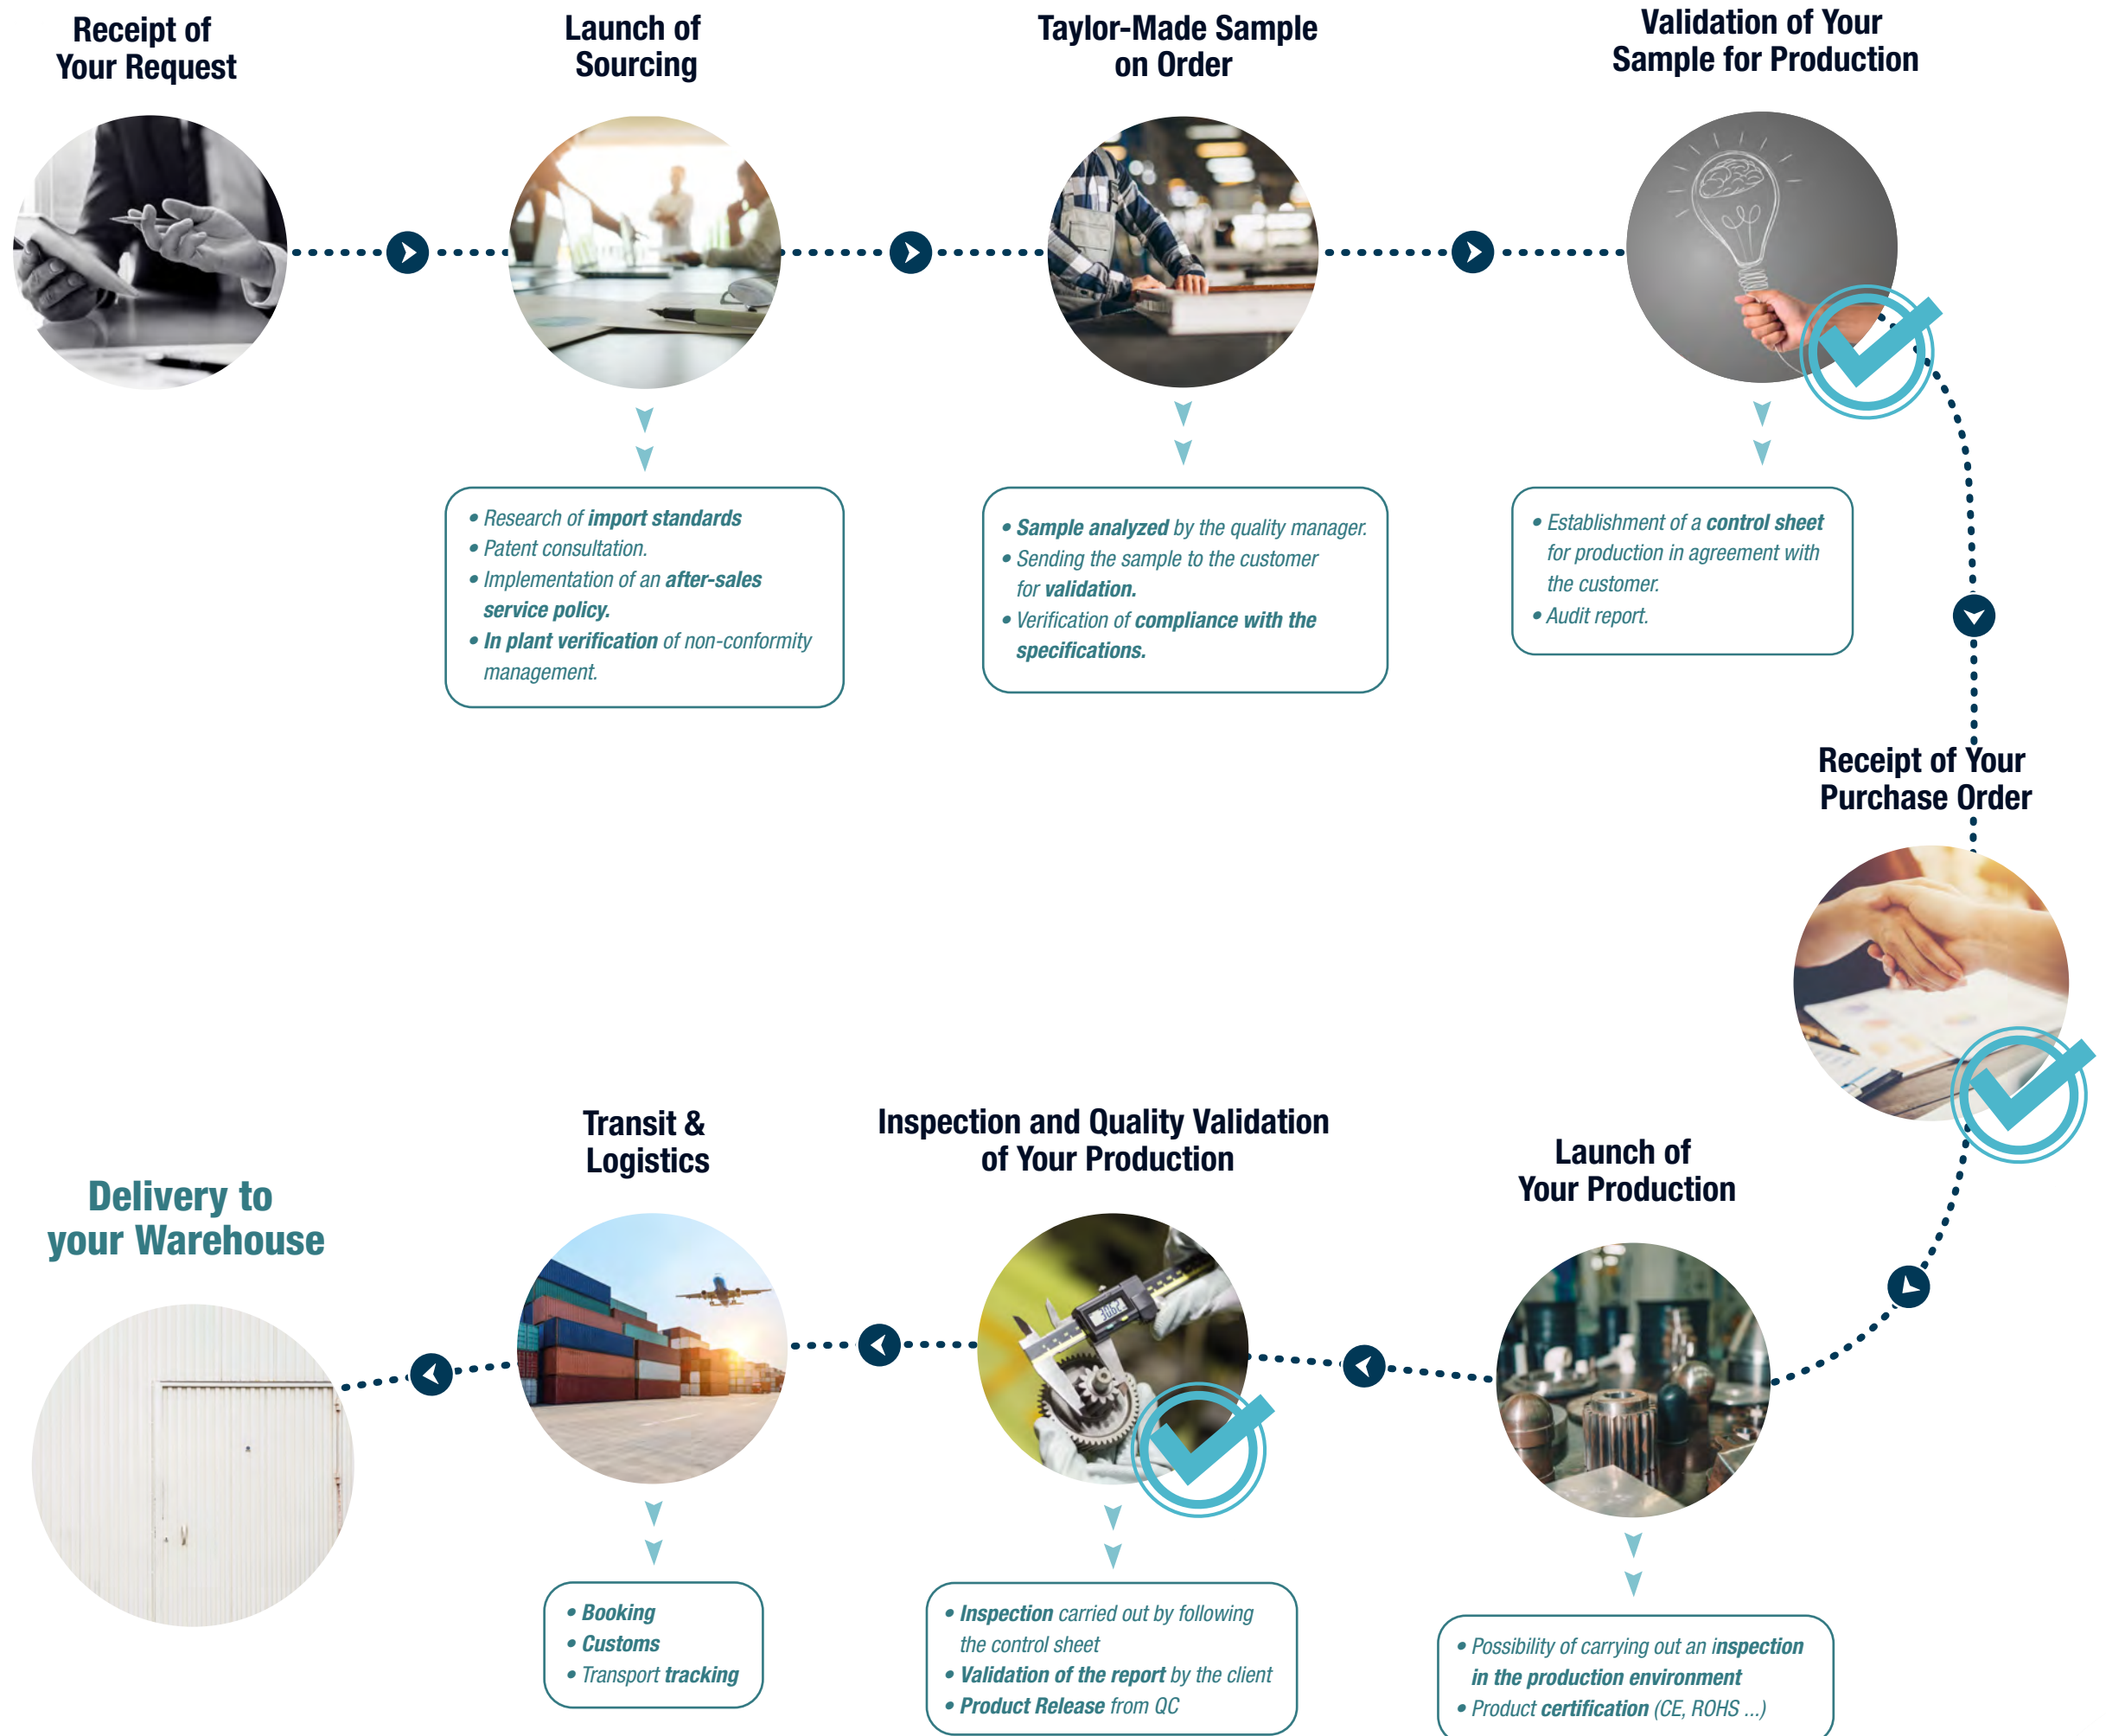 Receipt of
Your Request
Launch of
Sourcing
Taylor-Made Sample
on Order
Validation of Your
Sample for Production
• Research of import standards
• Patent consultation.
• Implementation of an after-sales
service policy.
• In plant verification of non-conformity
management.
• Sample analyzed by the quality manager.
• Sending the sample to the customer
for validation.
• Verification of compliance with the
specifications.
• Establishment of a control sheet
for production in agreement with
the customer.
• Audit report.
Receipt of Your
Purchase Order
Launch of
Your Production
• Possibility of carrying out an inspection
in the production environment
• Product certification (CE, ROHS ...)
Inspection and Quality Validation
of Your Production
• Inspection carried out by following
the control sheet
• Validation of the report by the client
• Product Release from QC
Transit &
Logistics
• Booking
• Customs
• Transport tracking
Delivery to
your Warehouse